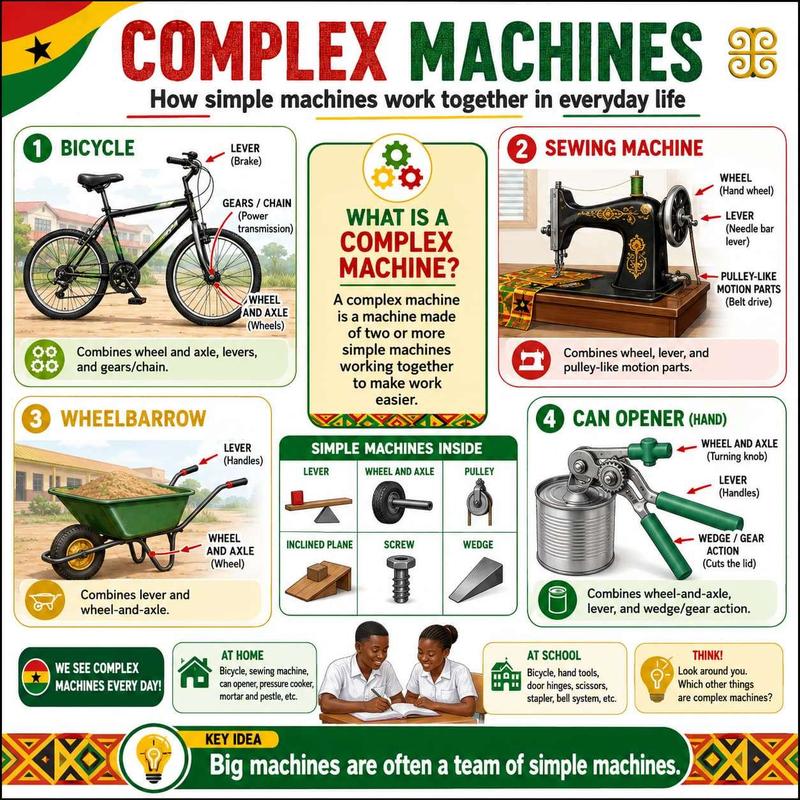 COMPLEX MACHINES
How simple machines work together in everyday life
1 BICYCLE
LEVER
(Brake)
GEARS / CHAIN
(Power
transmission)
WHEEL
AND AXLE
(Wheels)
Combines wheel and axle, levers,
and gears/chain.
WHAT IS A
COMPLEX
MACHINE?
A complex machine
is a machine made
of two or more
simple machines
working together
to make work
easier.
2 SEWING MACHINE
WHEEL
(Hand wheel)
LEVER
(Needle bar
lever)
PULLEY-LIKE
MOTION PARTS
(Belt drive)
Combines wheel, lever, and
pulley-like motion parts.
3 WHEELBARROW
LEVER
(Handles)
WHEEL
AND AXLE
(Wheel)
Combines lever and
wheel-and-axle.
SIMPLE MACHINES INSIDE
LEVER
WHEEL AND AXLE
PULLEY
INCLINED PLANE
SCREW
WEDGE
4 CAN OPENER (HAND)
WHEEL AND AXLE
(Turning knob)
LEVER
(Handles)
WEDGE / GEAR
ACTION
(Cuts the lid)
Combines wheel-and-axle,
lever, and wedge/gear action.
WE SEE COMPLEX
MACHINES EVERY DAY!
AT HOME
Bicycle, sewing machine,
can opener, pressure cooker,
mortar and pestle, etc.
AT SCHOOL
Bicycle, hand tools,
door hinges, scissors,
stapler, bell system, etc.
THINK!
Look around you.
Which other things
are complex machines?
KEY IDEA
Big machines are often a team of simple machines.